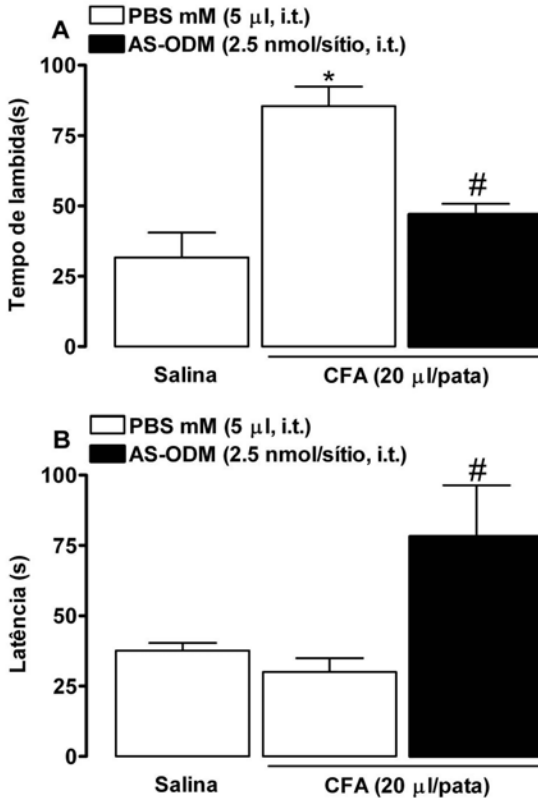 A
PBS mM (5 μl, i.t.)
AS-ODM (2.5 nmol/sítio, i.t.)
Tempo de lambida(s)
100
75
50
25
0
*
#
Salina
CFA (20 μl/pata)
B
PBS mM (5 μl, i.t.)
AS-ODM (2.5 nmol/sítio, i.t.)
Latência (s)
100
75
50
25
0
#
Salina
CFA (20 μl/pata)